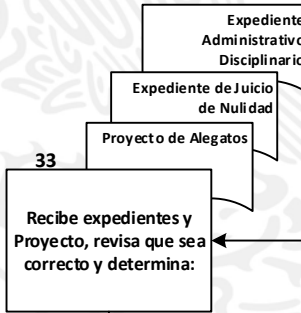 Expediente
Administrativo
Disciplinario
Expediente de Juicio
de Nulidad
Proyecto de Alegatos
33
Recibe expedientes y
Proyecto, revisa que sea
correcto y determina: